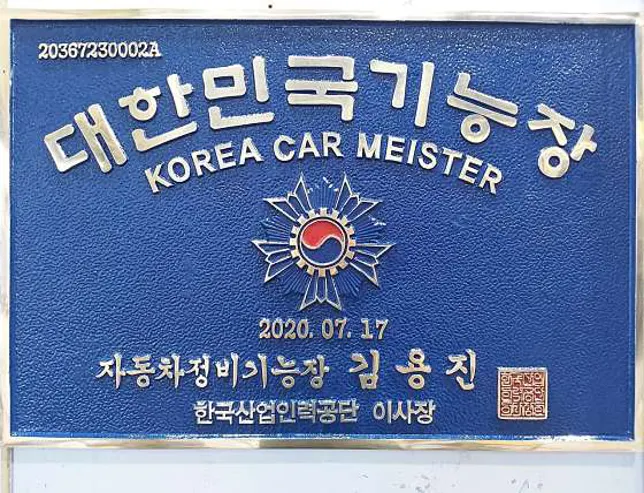 20367230002A
대한민국기능장
KOREA CAR MEISTER
2020. 07. 17
자동차정비기능장 김용진
한국산업인력공단 이사장